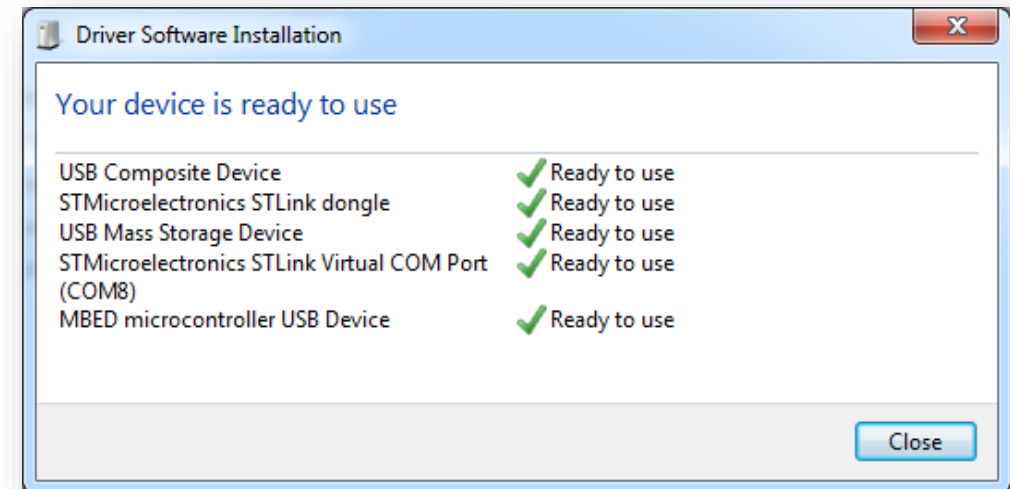 Driver Software Installation
Your device is ready to use
USB Composite Device Ready to use
STMicroelectronics STLink dongle Ready to use
USB Mass Storage Device Ready to use
STMicroelectronics STLink Virtual COM Port Ready to use
(COM8)
MBED microcontroller USB Device Ready to use
Close